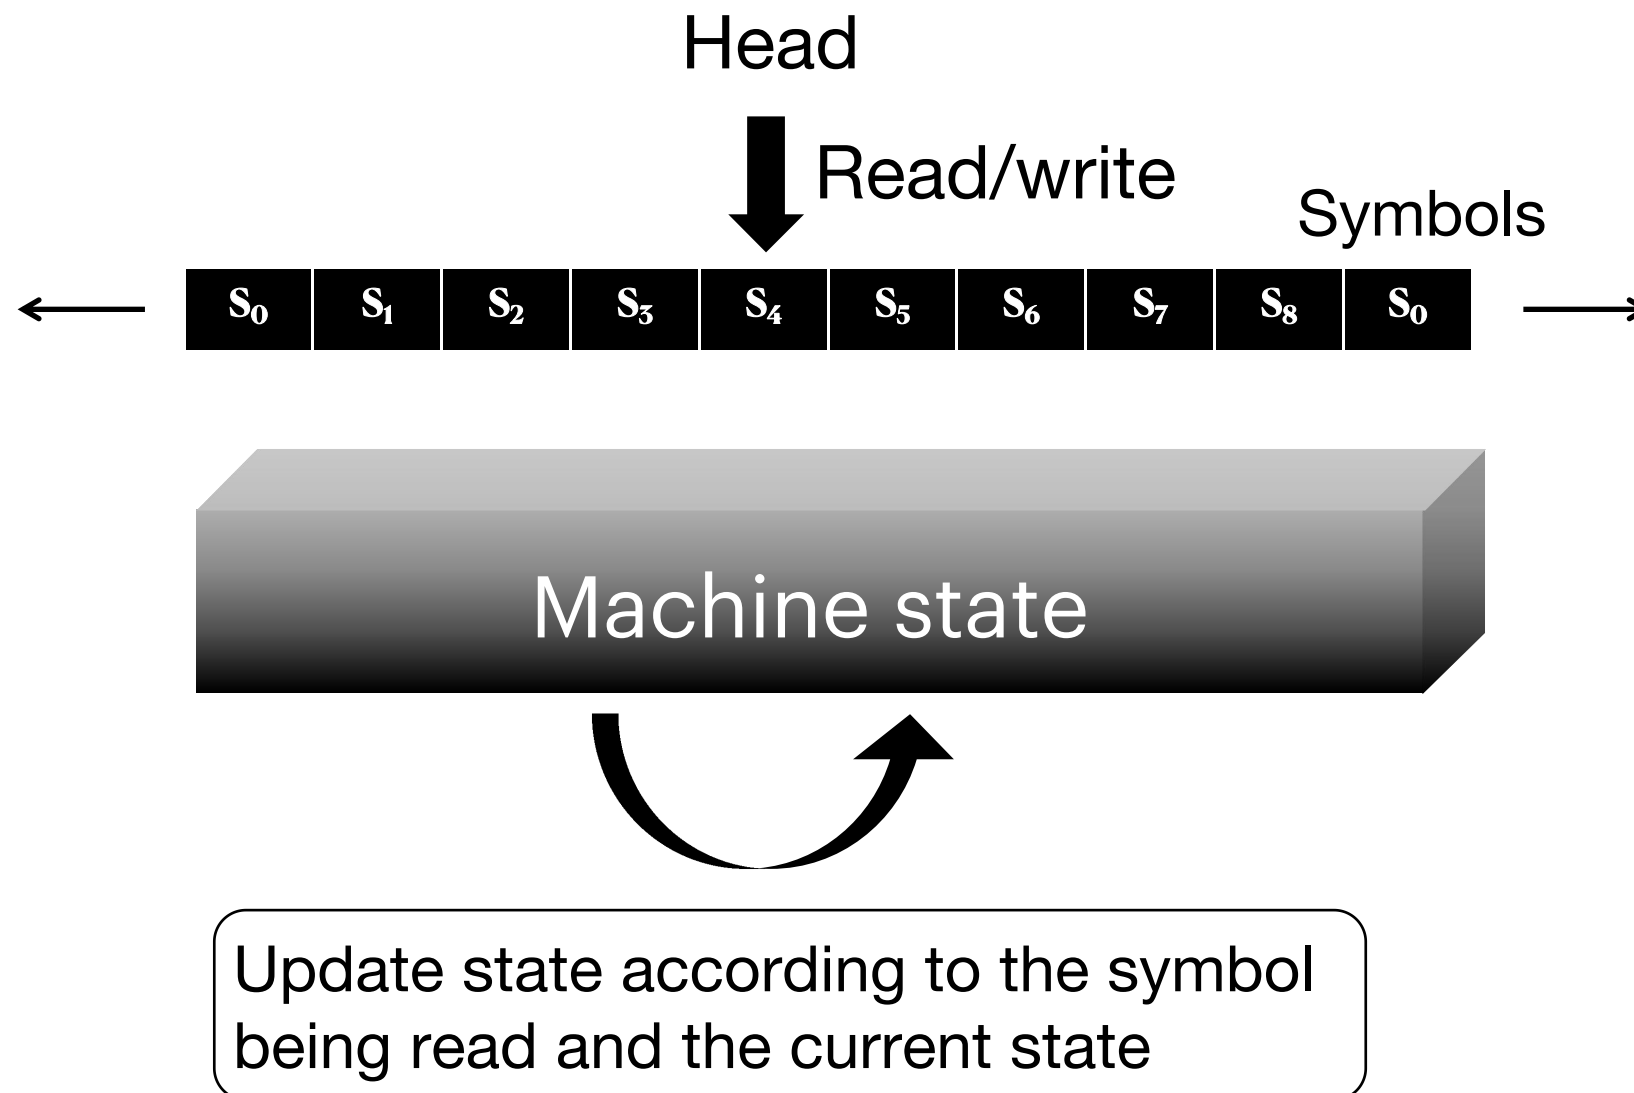 Head
Read/write
Symbols
S₀ S₁ S₂ S₃ S₄ S₅ S₆ S₇ S₈ S₀
Machine state
Update state according to the symbol
being read and the current state